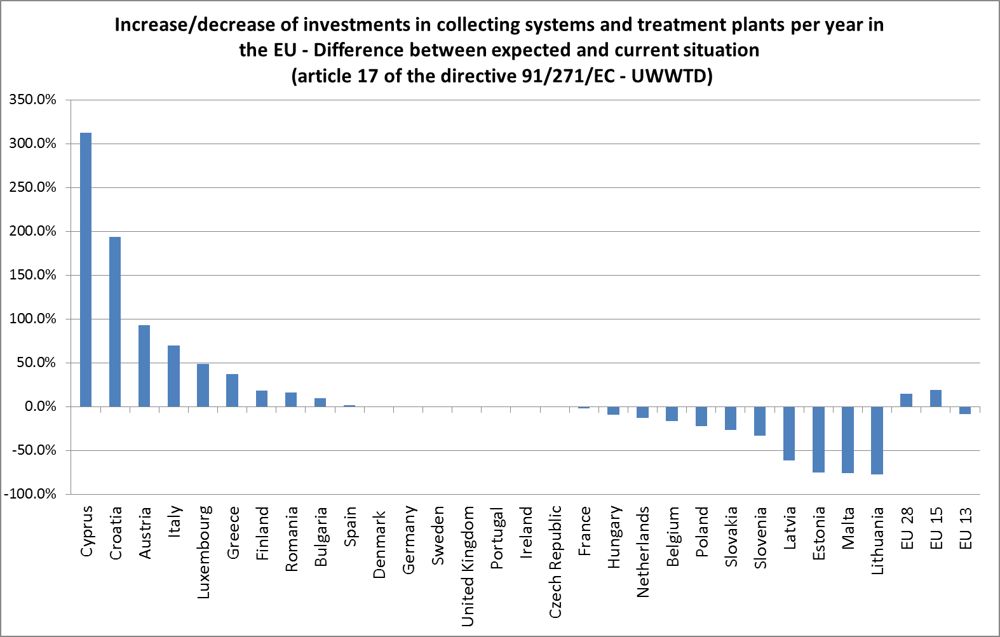 Increase/decrease of investments in collecting systems and treatment plants per year in
the EU - Difference between expected and current situation
(article 17 of the directive 91/271/EC - UWWTD)
350.0%
300.0%
250.0%
200.0%
150.0%
100.0%
50.0%
0.0%
-50.0%
-100.0%
Cyprus
Croatia
Austria
Italy
Luxembourg
Greece
Finland
Romania
Bulgaria
Spain
Denmark
Germany
Sweden
United Kingdom
Portugal
Ireland
Czech Republic
France
Hungary
Netherlands
Belgium
Poland
Slovakia
Slovenia
Latvia
Estonia
Malta
Lithuania
EU 28
EU 15
EU 13